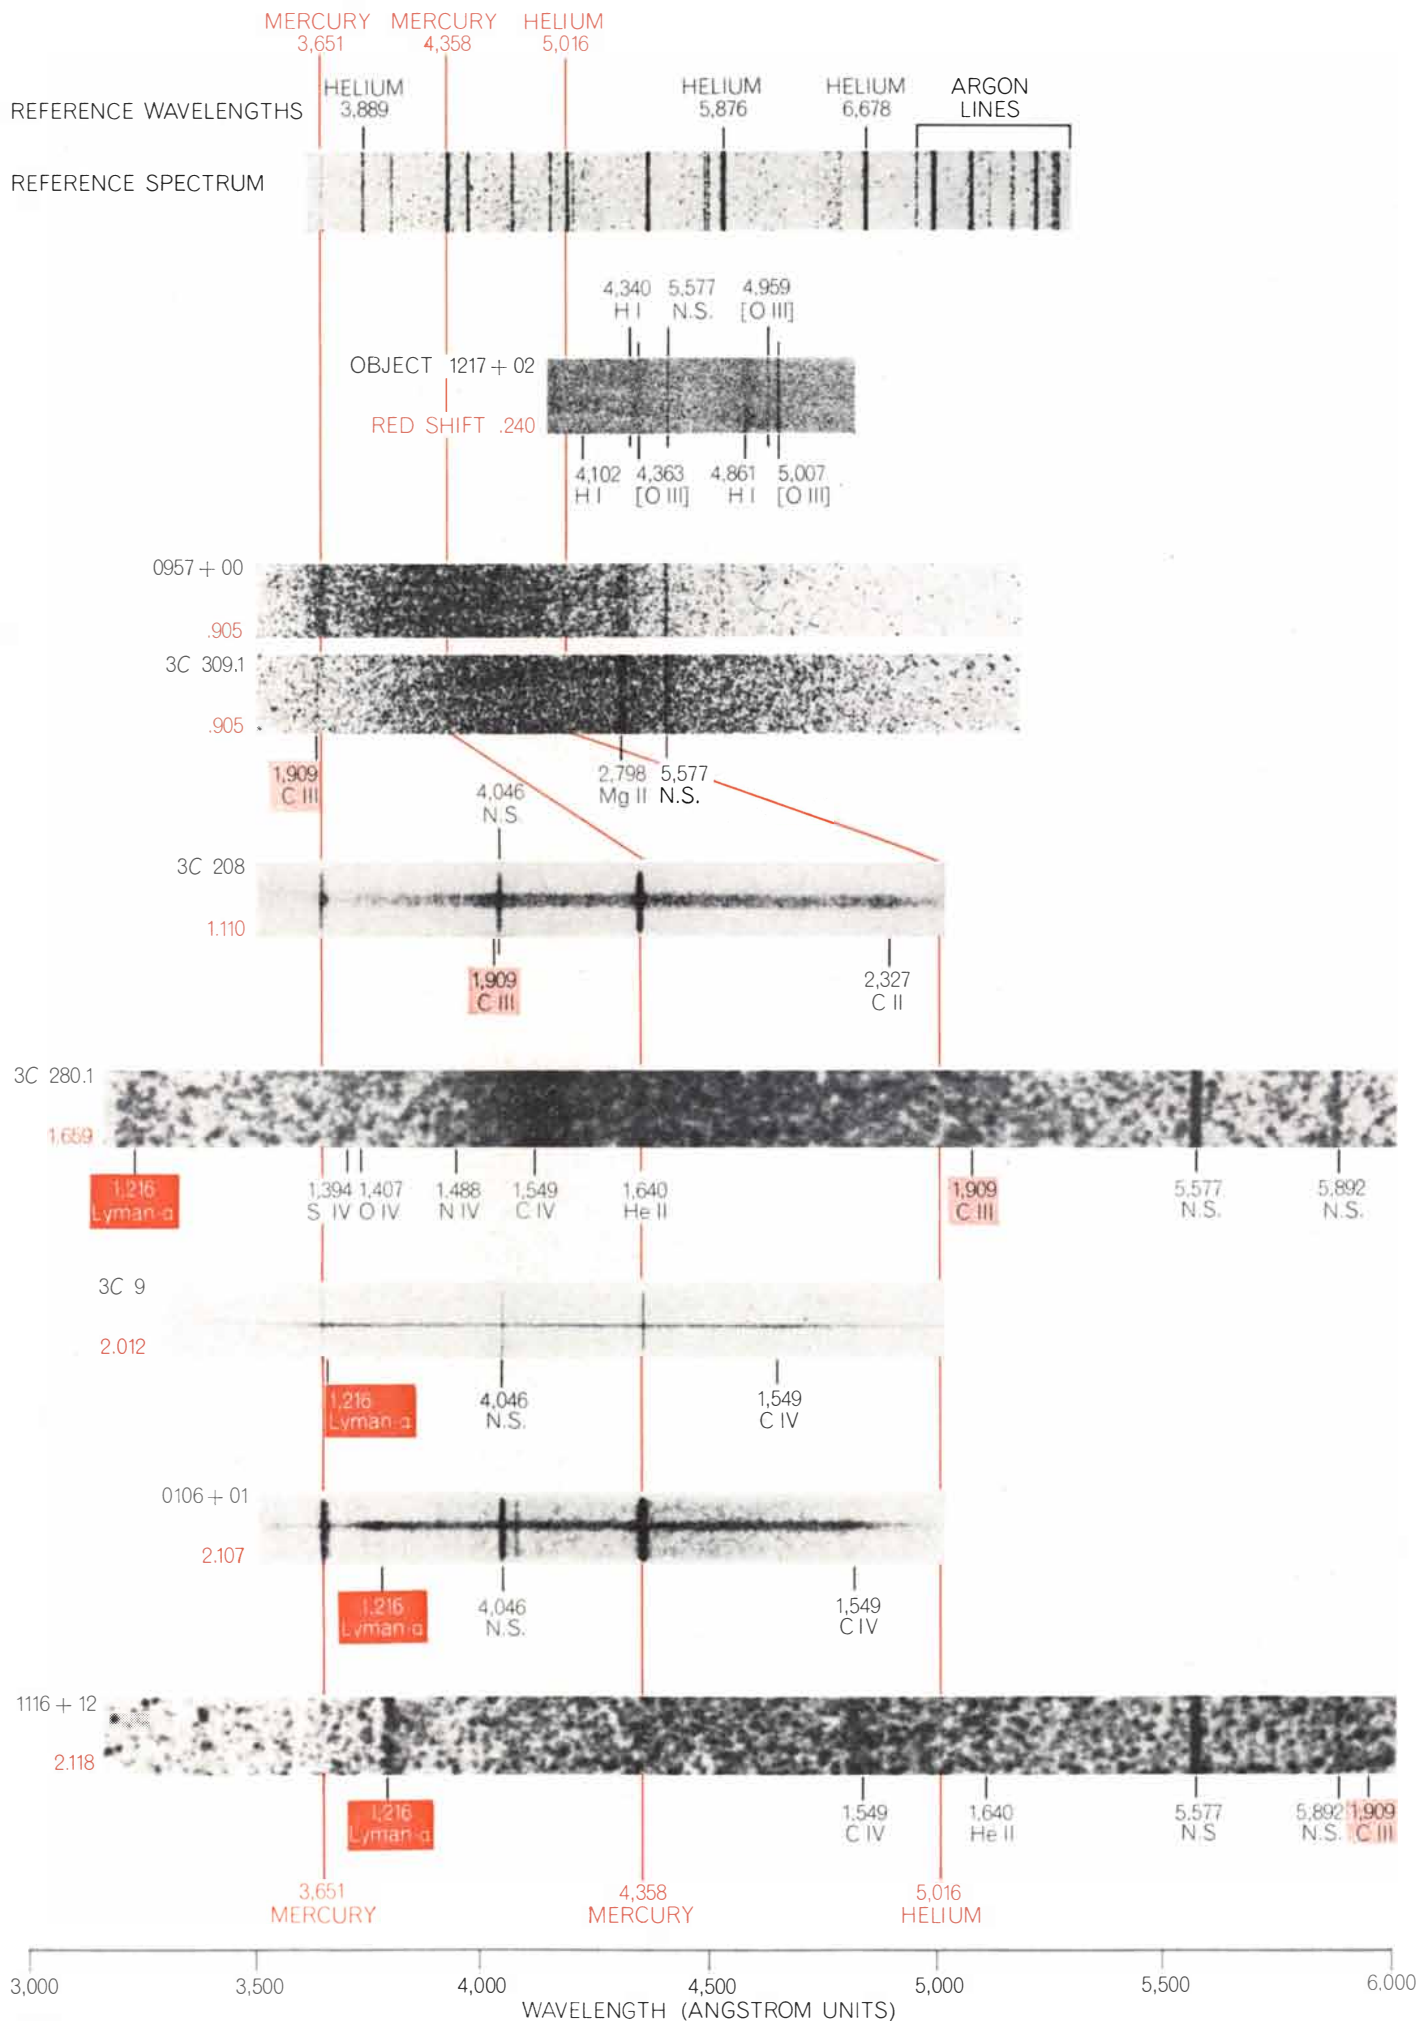 MERCURY MERCURY HELIUM
3,651 4,358 5,016
HELIUM HELIUM HELIUM ARGON
REFERENCE WAVELENGTHS 3,889 5,876 6,678 LINES
REFERENCE SPECTRUM
4,340 5,577 4,959
H I N.S. [O III]
OBJECT 1217 + 02
RED SHIFT .240
4,102 4,363 4,861 5,007
H I [O III] H I [O III]
0957 + 00
.905
3C 309.1
.905
1,909 2,798 5,577
C III Mg II N.S.
4,046
N.S.
3C 208
1.110
1,909 2,327
C III C II
3C 280.1
1.659
1,216 1,394 1,407 1,488 1,549 1,640 1,909 5,577 5,892
Lyman-α S IV O IV N IV C IV He II C III N.S. N.S.
3C 9
2.012
1,216 4,046 1,549
Lyman-α N.S. C IV
0106 + 01
2.107
1,216 4,046 1,549
Lyman-α N.S. C IV
1116 + 12
2.118
1,216 1,549 1,640 5,577 5,892 1,909
Lyman-α C IV He II N.S N.S. C III
3,651 4,358 5,016
MERCURY MERCURY HELIUM
3,000 3,500 4,000 4,500 5,000 5,500 6,000
WAVELENGTH (ANGSTROM UNITS)